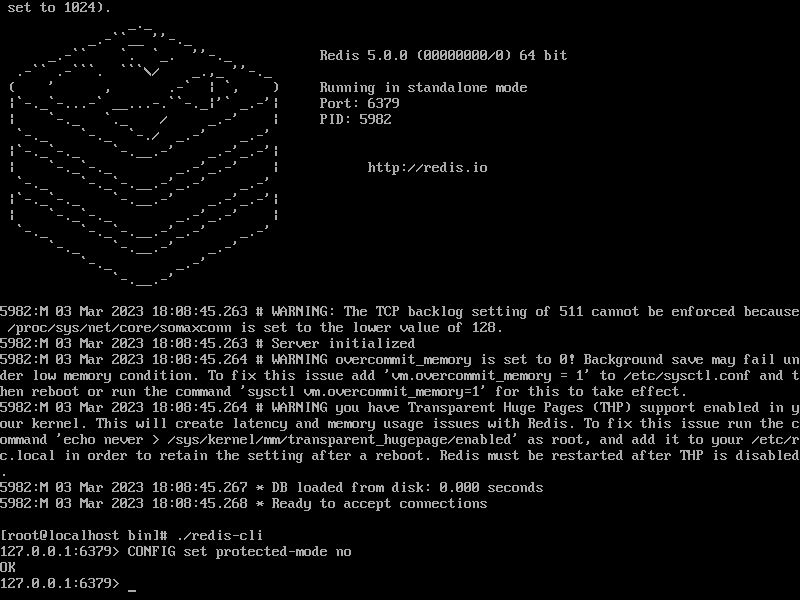 set to 1024).
Redis 5.0.0 (00000000/0) 64 bit
Running in standalone mode
Port: 6379
PID: 5982
http://redis.io
5982:M 03 Mar 2023 18:08:45.263 # WARNING: The TCP backlog setting of 511 cannot be enforced because
/proc/sys/net/core/somaxconn is set to the lower value of 128.
5982:M 03 Mar 2023 18:08:45.263 # Server initialized
5982:M 03 Mar 2023 18:08:45.264 # WARNING overcommit_memory is set to 0! Background save may fail un
der low memory condition. To fix this issue add 'vm.overcommit_memory = 1' to /etc/sysctl.conf and t
hen reboot or run the command 'sysctl vm.overcommit_memory=1' for this to take effect.
5982:M 03 Mar 2023 18:08:45.264 # WARNING you have Transparent Huge Pages (THP) support enabled in y
our kernel. This will create latency and memory usage issues with Redis. To fix this issue run the c
ommand 'echo never > /sys/kernel/mm/transparent_hugepage/enabled' as root, and add it to your /etc/r
c.local in order to retain the setting after a reboot. Redis must be restarted after THP is disabled
.
5982:M 03 Mar 2023 18:08:45.267 * DB loaded from disk: 0.000 seconds
5982:M 03 Mar 2023 18:08:45.268 * Ready to accept connections
[root@localhost bin]# ./redis-cli
127.0.0.1:6379> CONFIG set protected-mode no
OK
127.0.0.1:6379> _